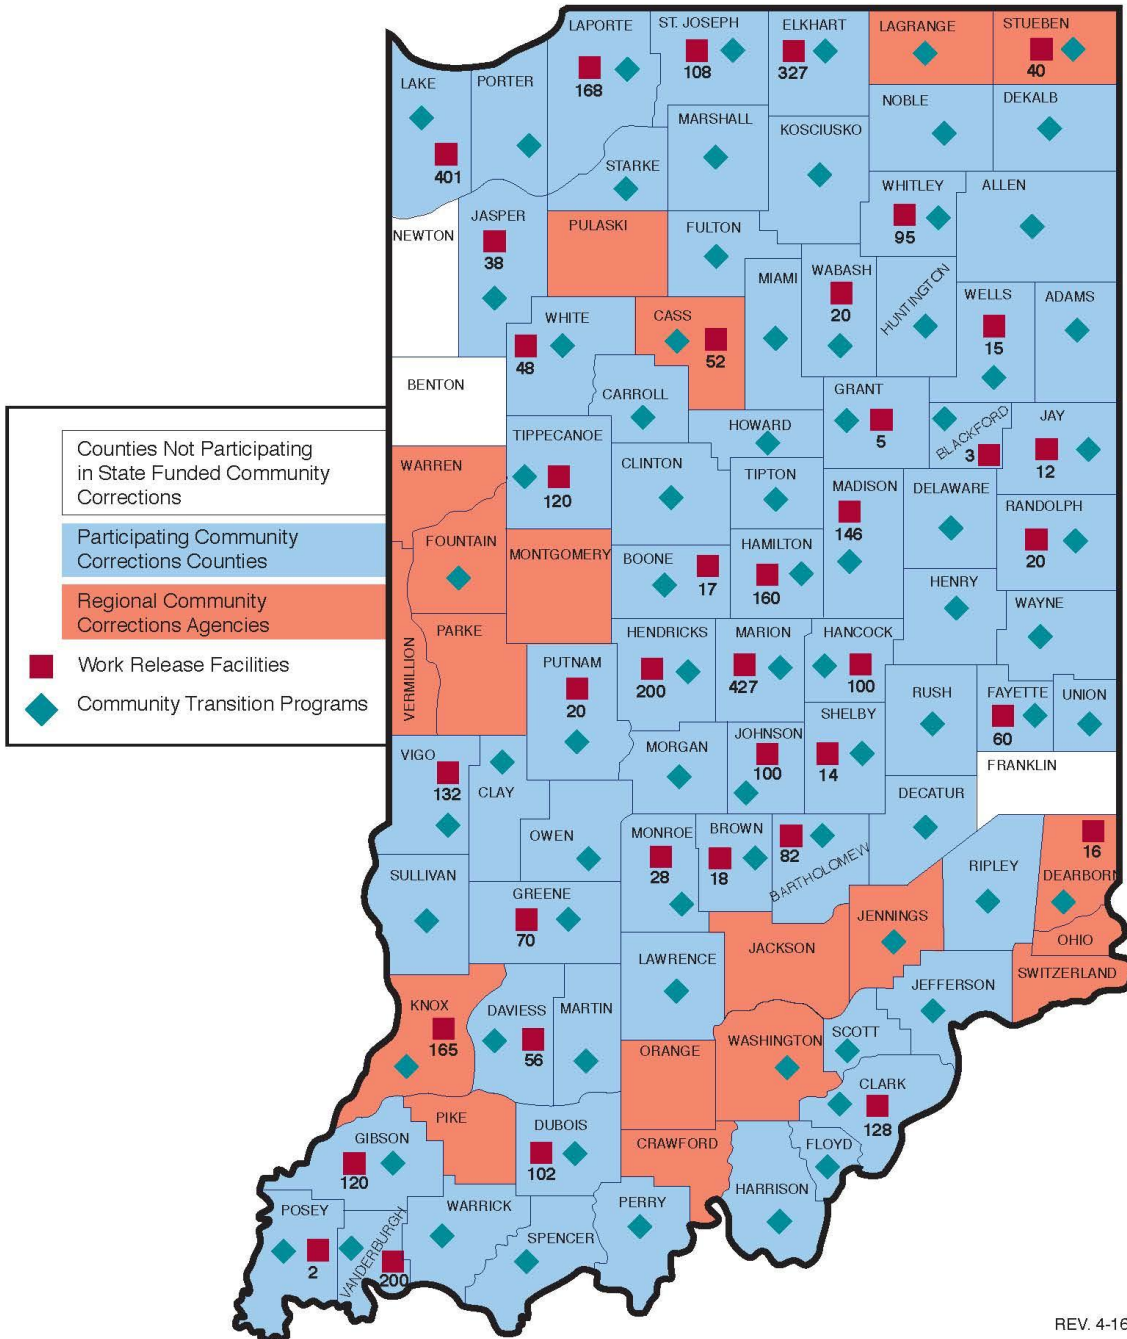 LAPORTE
168
ST. JOSEPH
108
ELKHART
327
LAGRANGE
STUEBEN
40
LAKE
401
PORTER
NOBLE
DEKALB
MARSHALL
KOSCIUSKO
STARKE
WHITLEY
95
ALLEN
NEWTON
JASPER
38
PULASKI
FULTON
MIAMI
WABASH
20
HUNTINGTON
WELLS
15
ADAMS
WHITE
48
CASS
52
BENTON
CARROLL
GRANT
5
BLACKFORD
3
JAY
12
HOWARD
TIPPECANOE
120
CLINTON
TIPTON
MADISON
146
DELAWARE
RANDOLPH
20
WARREN
FOUNTAIN
MONTGOMERY
BOONE
17
HAMILTON
160
HENRY
WAYNE
VERMILLION
PARKE
PUTNAM
20
HENDRICKS
200
MARION
427
HANCOCK
100
RUSH
FAYETTE
60
UNION
Counties Not Participating
in State Funded Community
Corrections
Participating Community
Corrections Counties
Regional Community
Corrections Agencies
Work Release Facilities
Community Transition Programs
VIGO
132
CLAY
MORGAN
JOHNSON
100
SHELBY
14
FRANKLIN
DECATUR
OWEN
MONROE
28
BROWN
18
82
BARTHOLOMEW
RIPLEY
16
DEARBORN
SULLIVAN
GREENE
70
JACKSON
JENNINGS
OHIO
SWITZERLAND
LAWRENCE
JEFFERSON
KNOX
165
DAVIESS
56
MARTIN
ORANGE
WASHINGTON
SCOTT
CLARK
128
PIKE
DUBOIS
102
CRAWFORD
FLOYD
GIBSON
120
HARRISON
POSEY
2
VANDERBURGH
200
WARRICK
SPENCER
PERRY
REV. 4-16